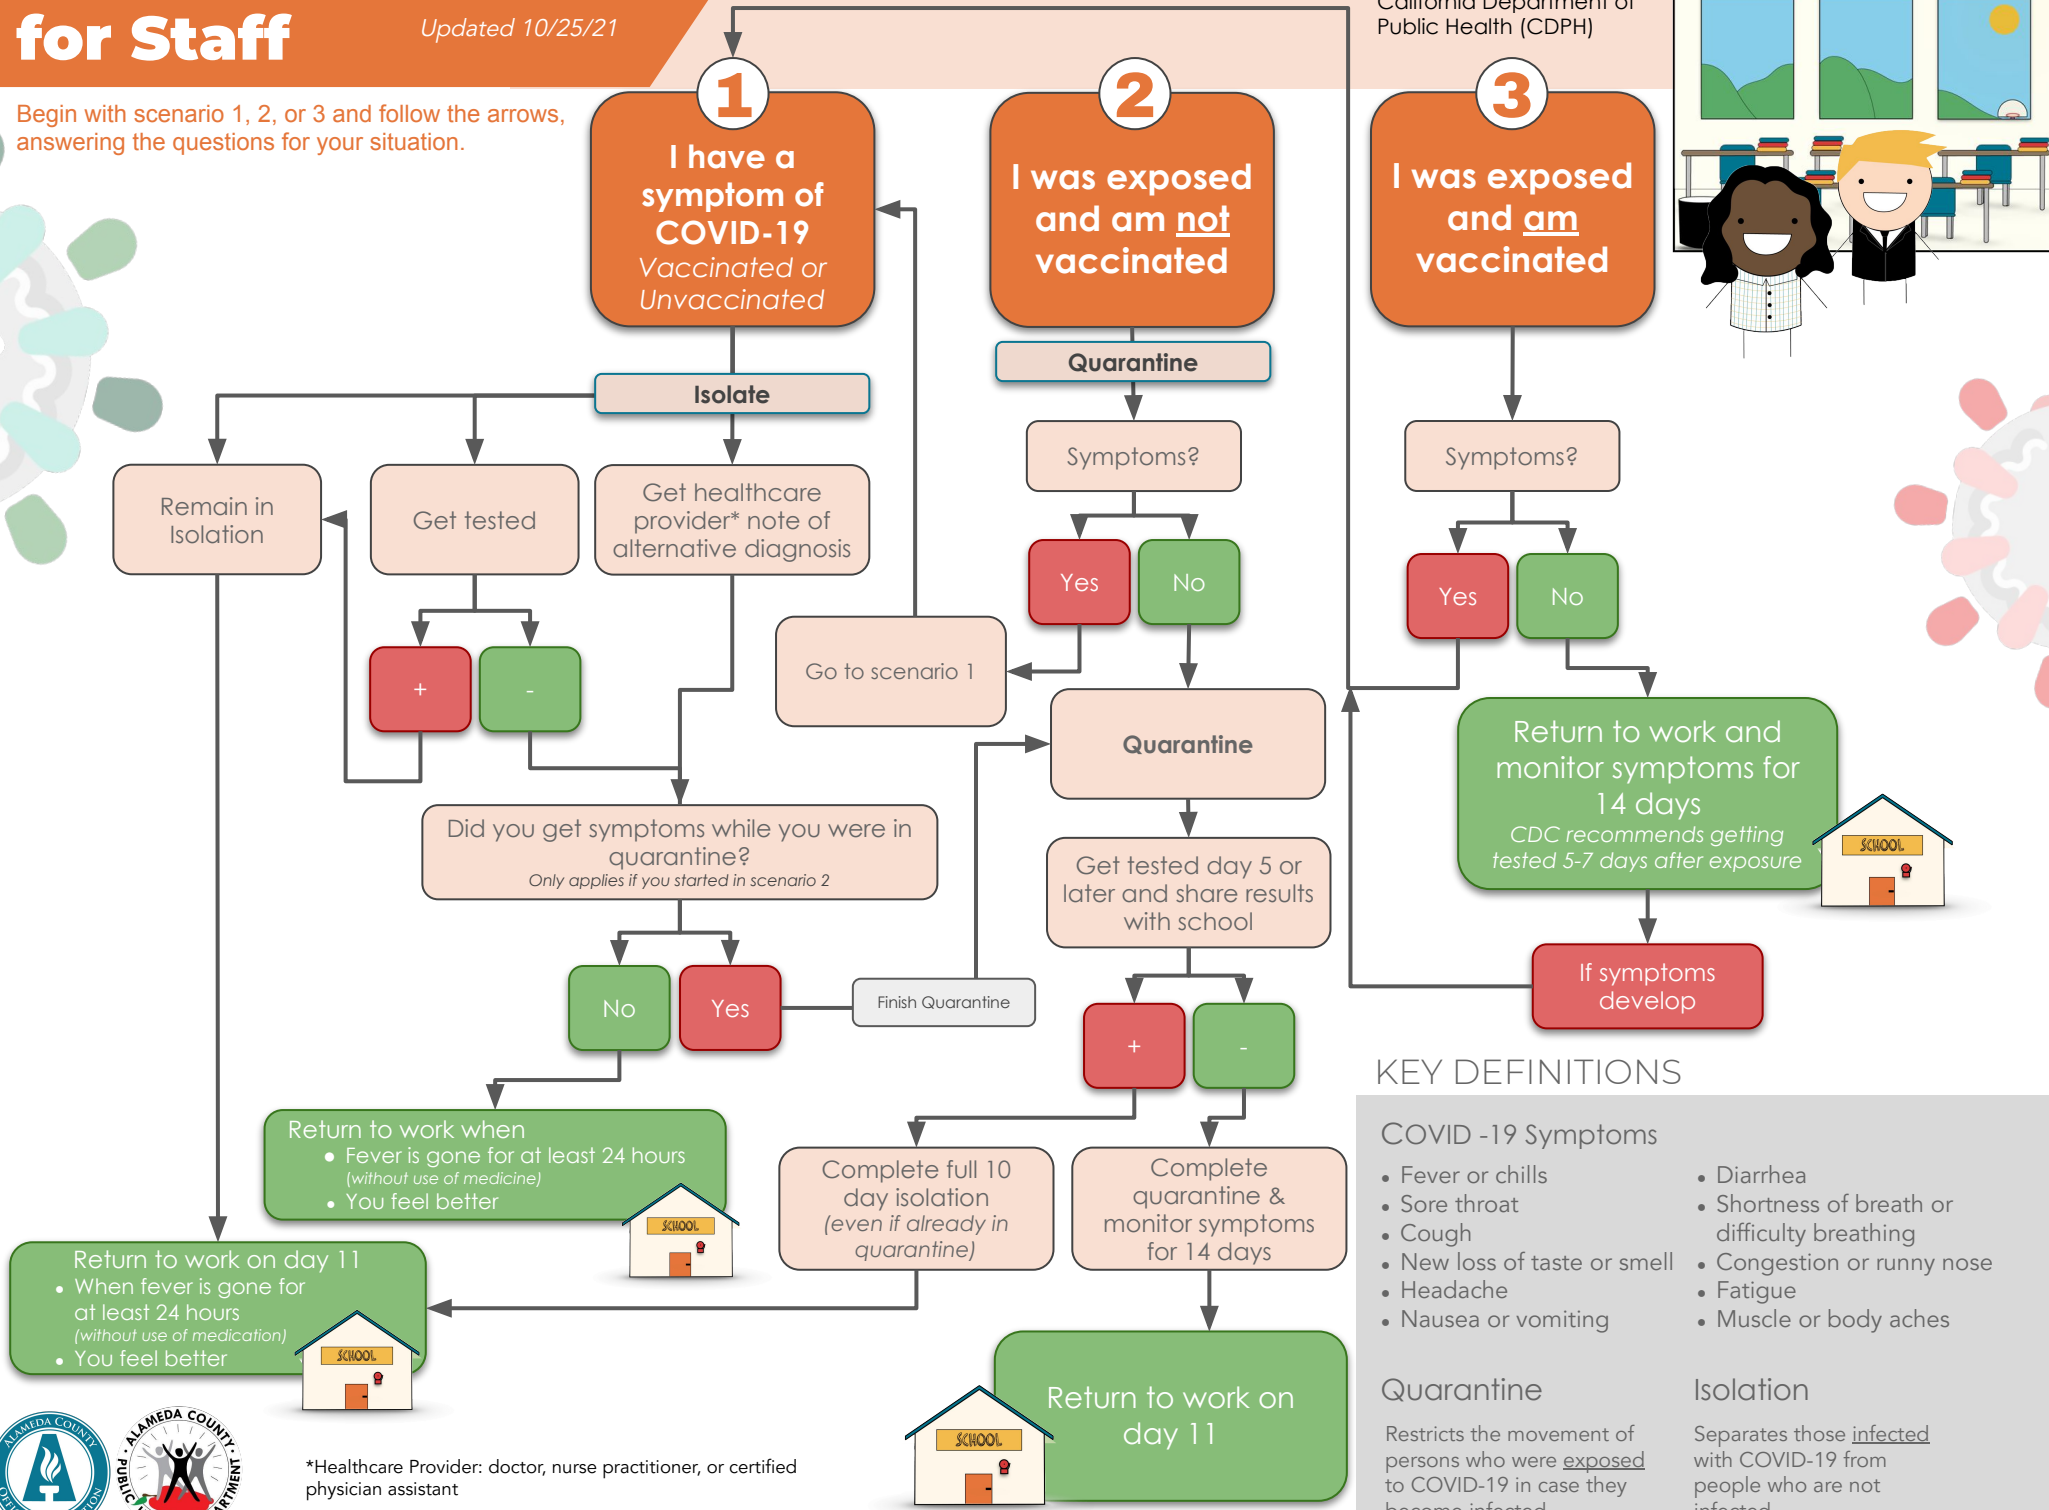 for Staff
Updated 10/25/21
California Department of
Public Health (CDPH)
Begin with scenario 1, 2, or 3 and follow the arrows,
answering the questions for your situation.
1
I have a
symptom of
COVID-19
Vaccinated or
Unvaccinated
2
I was exposed
and am not
vaccinated
3
I was exposed
and am
vaccinated
Isolate
Quarantine
Remain in
Isolation
Get tested
Get healthcare
provider* note of
alternative diagnosis
Symptoms?
Symptoms?
Yes
No
Yes
No
+
-
Go to scenario 1
Quarantine
Return to work and
monitor symptoms for
14 days
CDC recommends getting
tested 5-7 days after exposure
SCHOOL
Did you get symptoms while you were in
quarantine?
Only applies if you started in scenario 2
Get tested day 5 or
later and share results
with school
No
Yes
Finish Quarantine
+
-
If symptoms
develop
Return to work when
• Fever is gone for at least 24 hours
(without use of medicine)
• You feel better
SCHOOL
Complete full 10
day isolation
(even if already in
quarantine)
Complete
quarantine &
monitor symptoms
for 14 days
Return to work on day 11
• When fever is gone for
at least 24 hours
(without use of medication)
• You feel better
SCHOOL
Return to work on
day 11
SCHOOL
KEY DEFINITIONS
COVID -19 Symptoms
• Fever or chills
• Sore throat
• Cough
• New loss of taste or smell
• Headache
• Nausea or vomiting
• Diarrhea
• Shortness of breath or
difficulty breathing
• Congestion or runny nose
• Fatigue
• Muscle or body aches
Quarantine
Restricts the movement of
persons who were exposed
to COVID-19 in case they
become infected
Isolation
Separates those infected
with COVID-19 from
people who are not
infected
ALAMEDA COUNTY
ALAMEDA COUNTY
PUBLIC
*Healthcare Provider: doctor, nurse practitioner, or certified
physician assistant